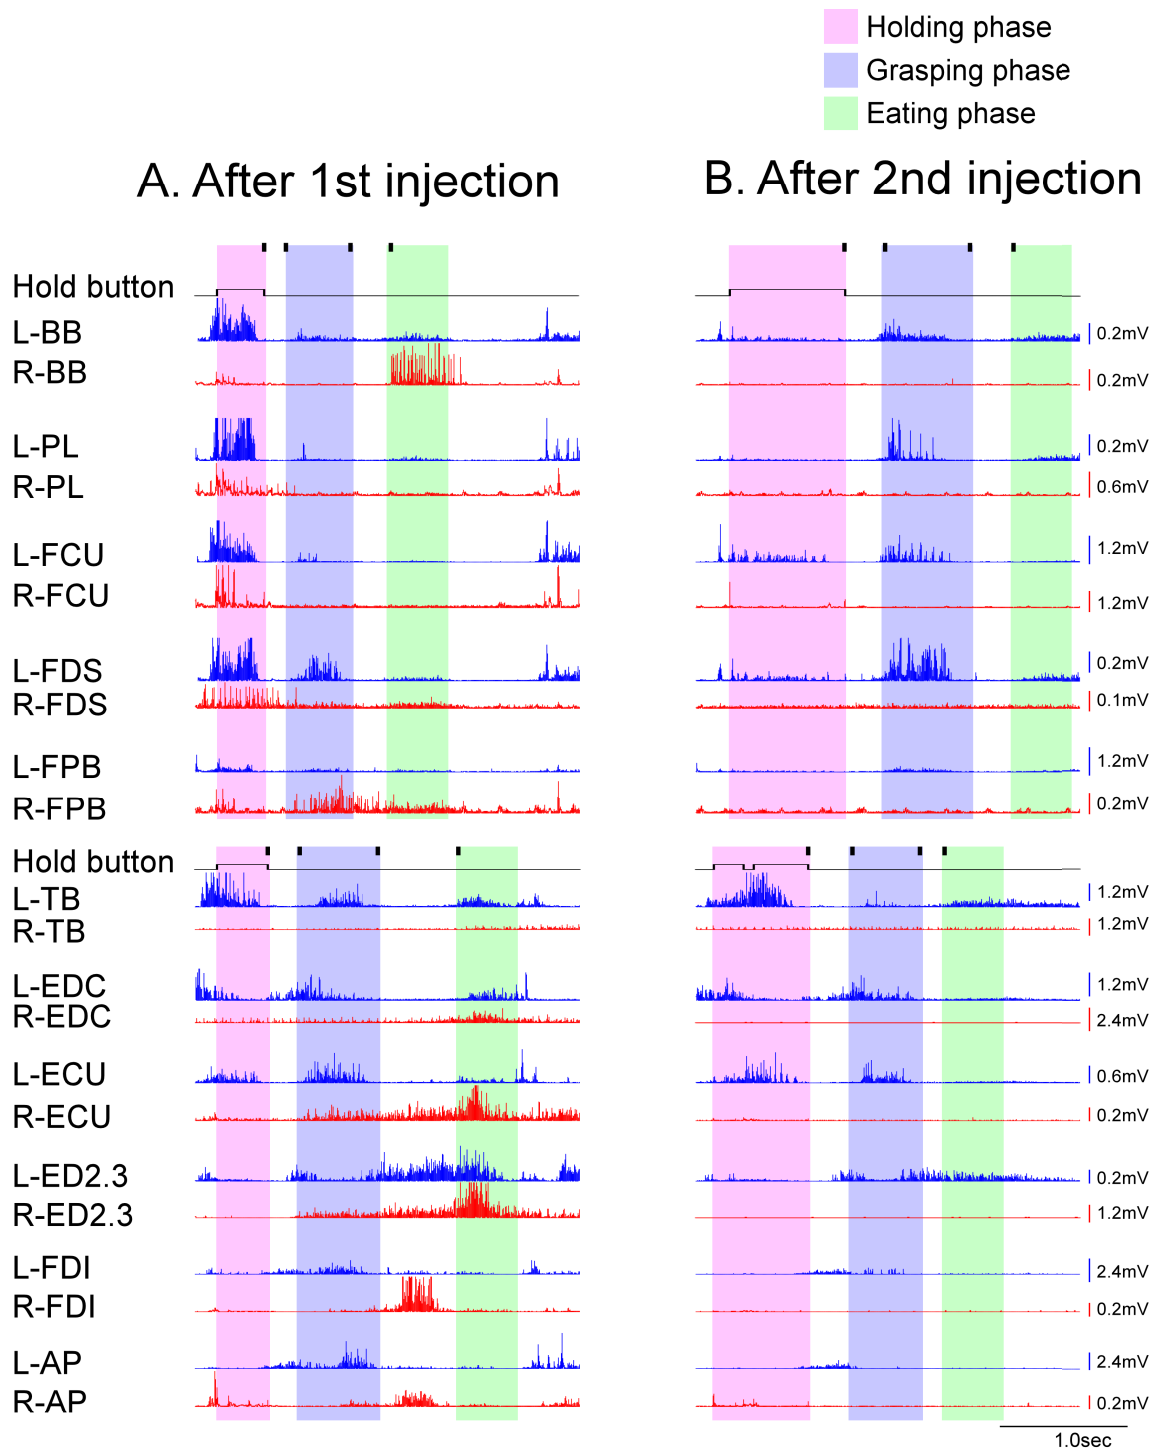 Holding phase
Grasping phase
Eating phase
A. After 1st injection
B. After 2nd injection
Hold button
L-BB
0.2mV
R-BB
0.2mV
L-PL
0.2mV
R-PL
0.6mV
L-FCU
1.2mV
R-FCU
1.2mV
L-FDS
0.2mV
R-FDS
0.1mV
L-FPB
1.2mV
R-FPB
0.2mV
Hold button
L-TB
1.2mV
R-TB
1.2mV
L-EDC
1.2mV
R-EDC
2.4mV
L-ECU
0.6mV
R-ECU
0.2mV
L-ED2.3
0.2mV
R-ED2.3
1.2mV
L-FDI
2.4mV
R-FDI
0.2mV
L-AP
2.4mV
R-AP
0.2mV
1.0sec